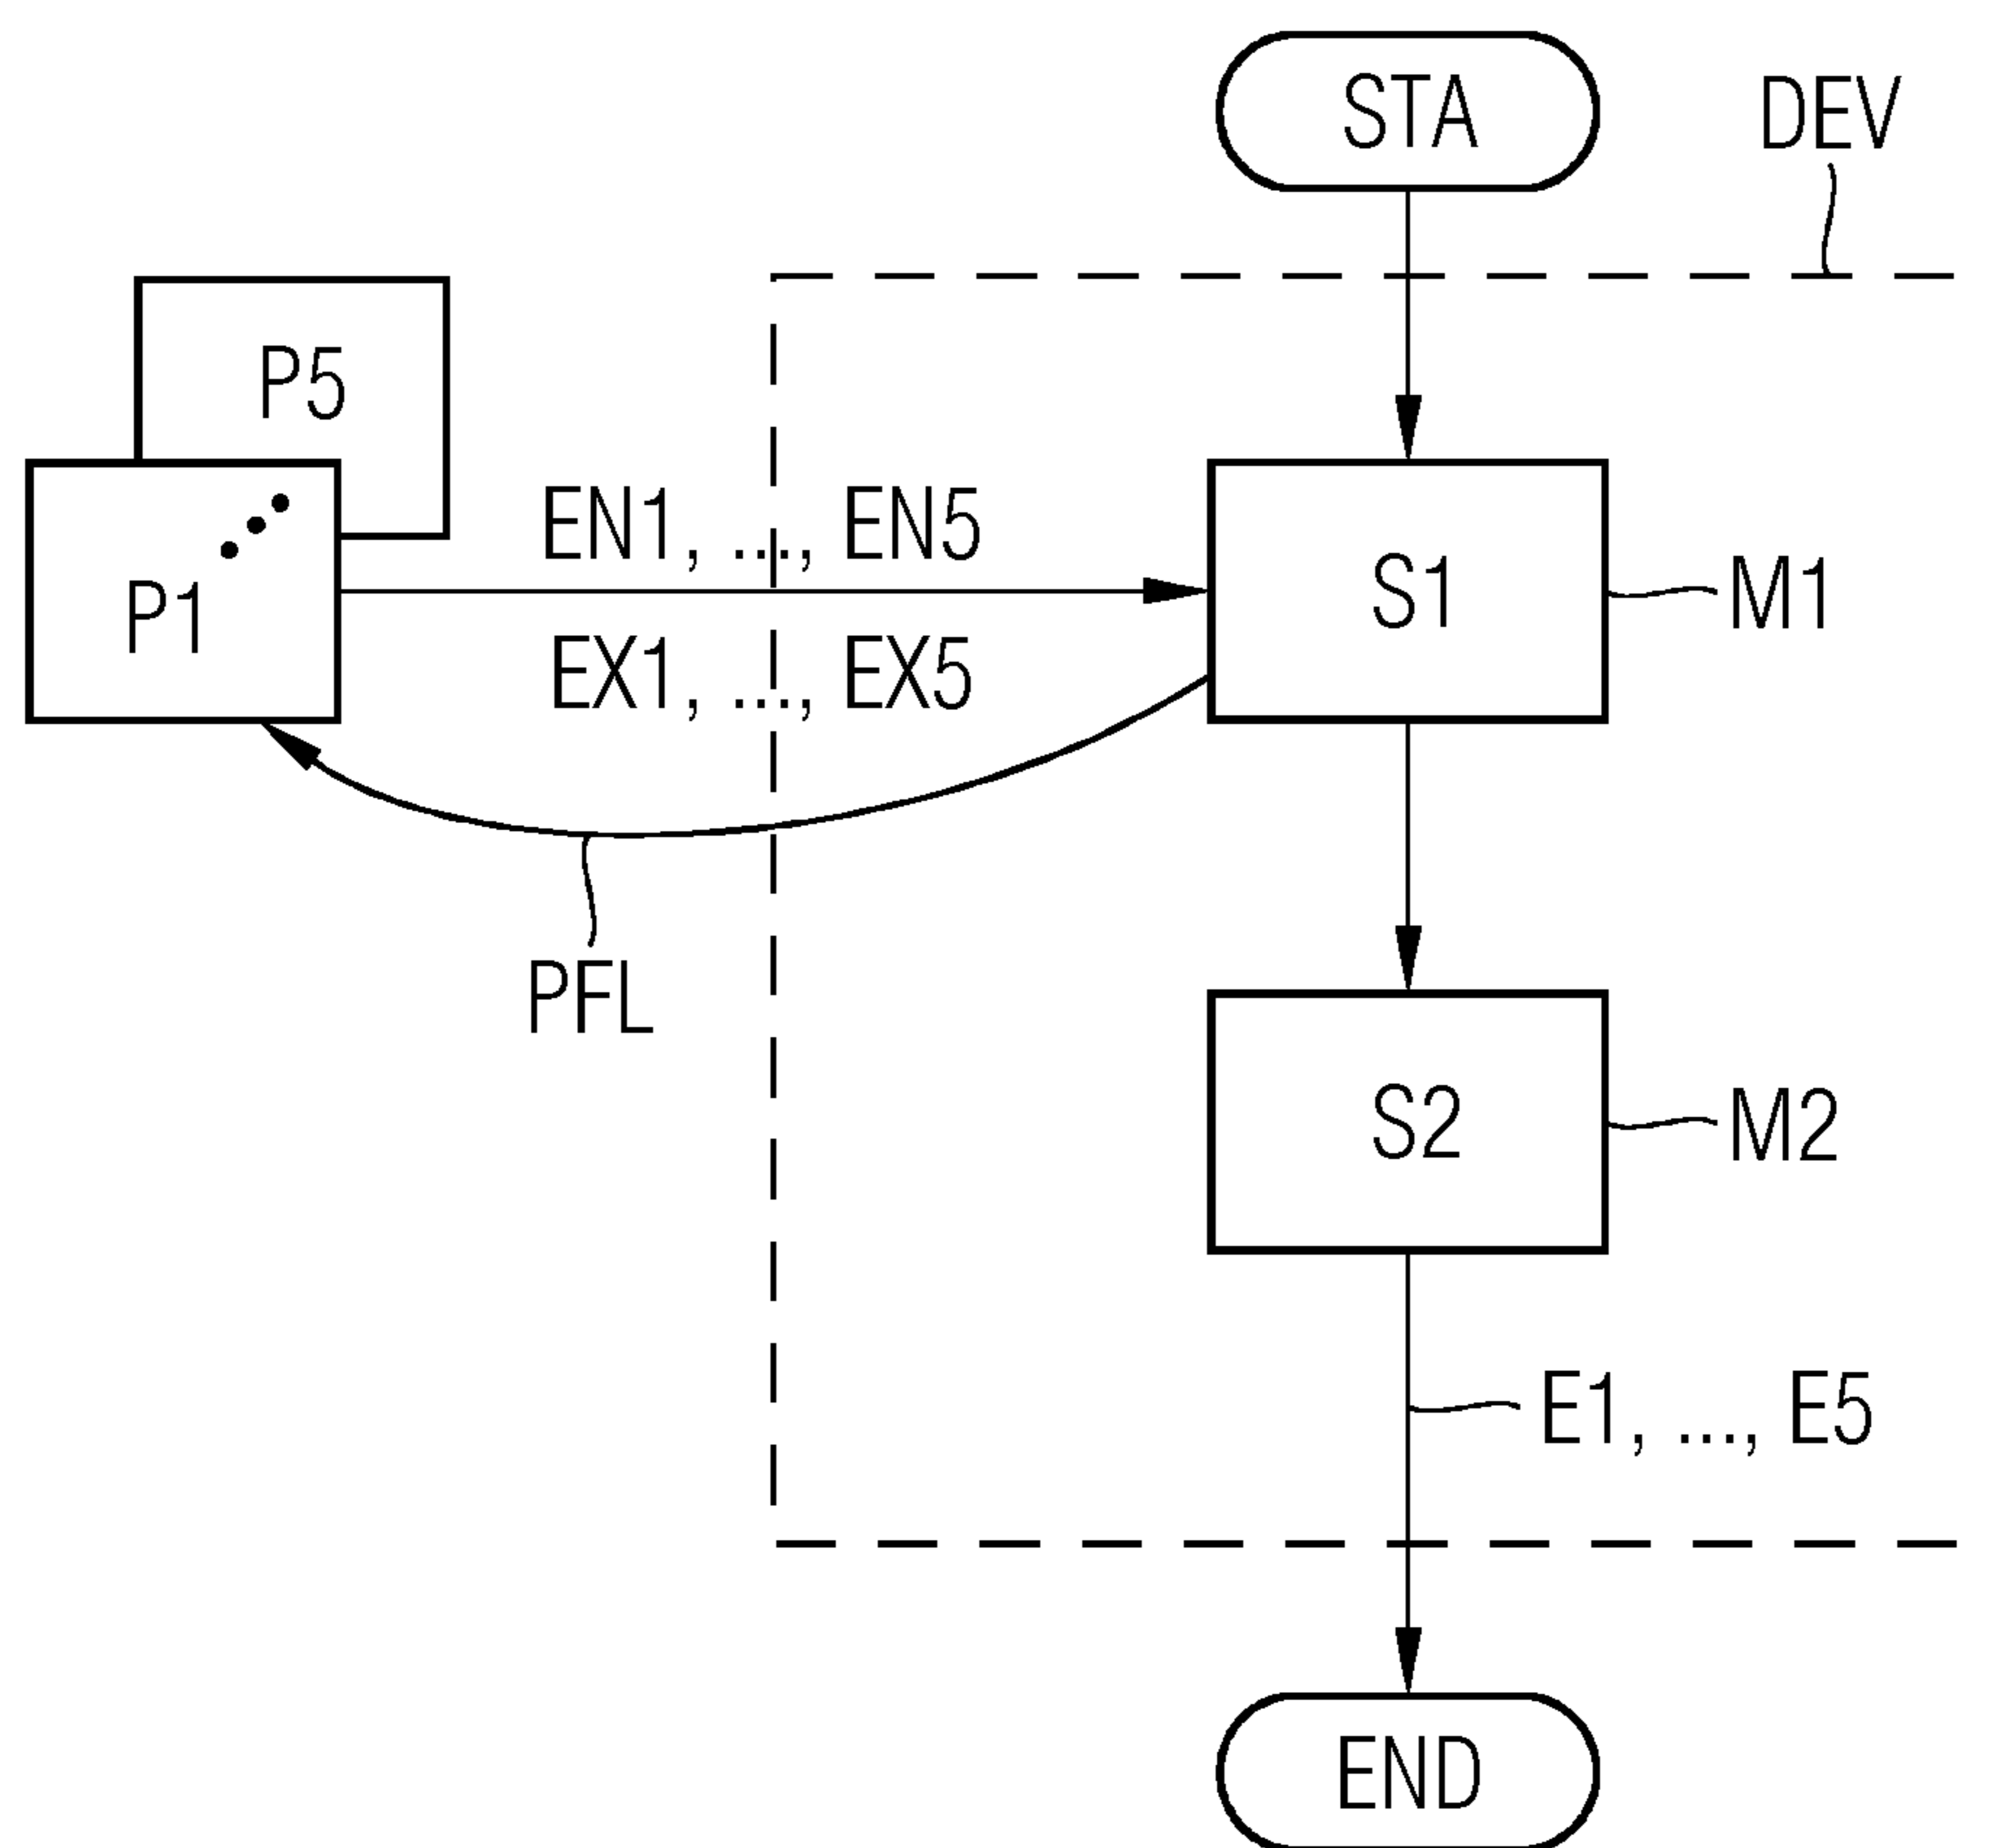 STA
DEV
P5
EN1, ..., EN5
P1
S1
M1
EX1, ..., EX5
PFL
S2
M2
E1, ..., E5
END